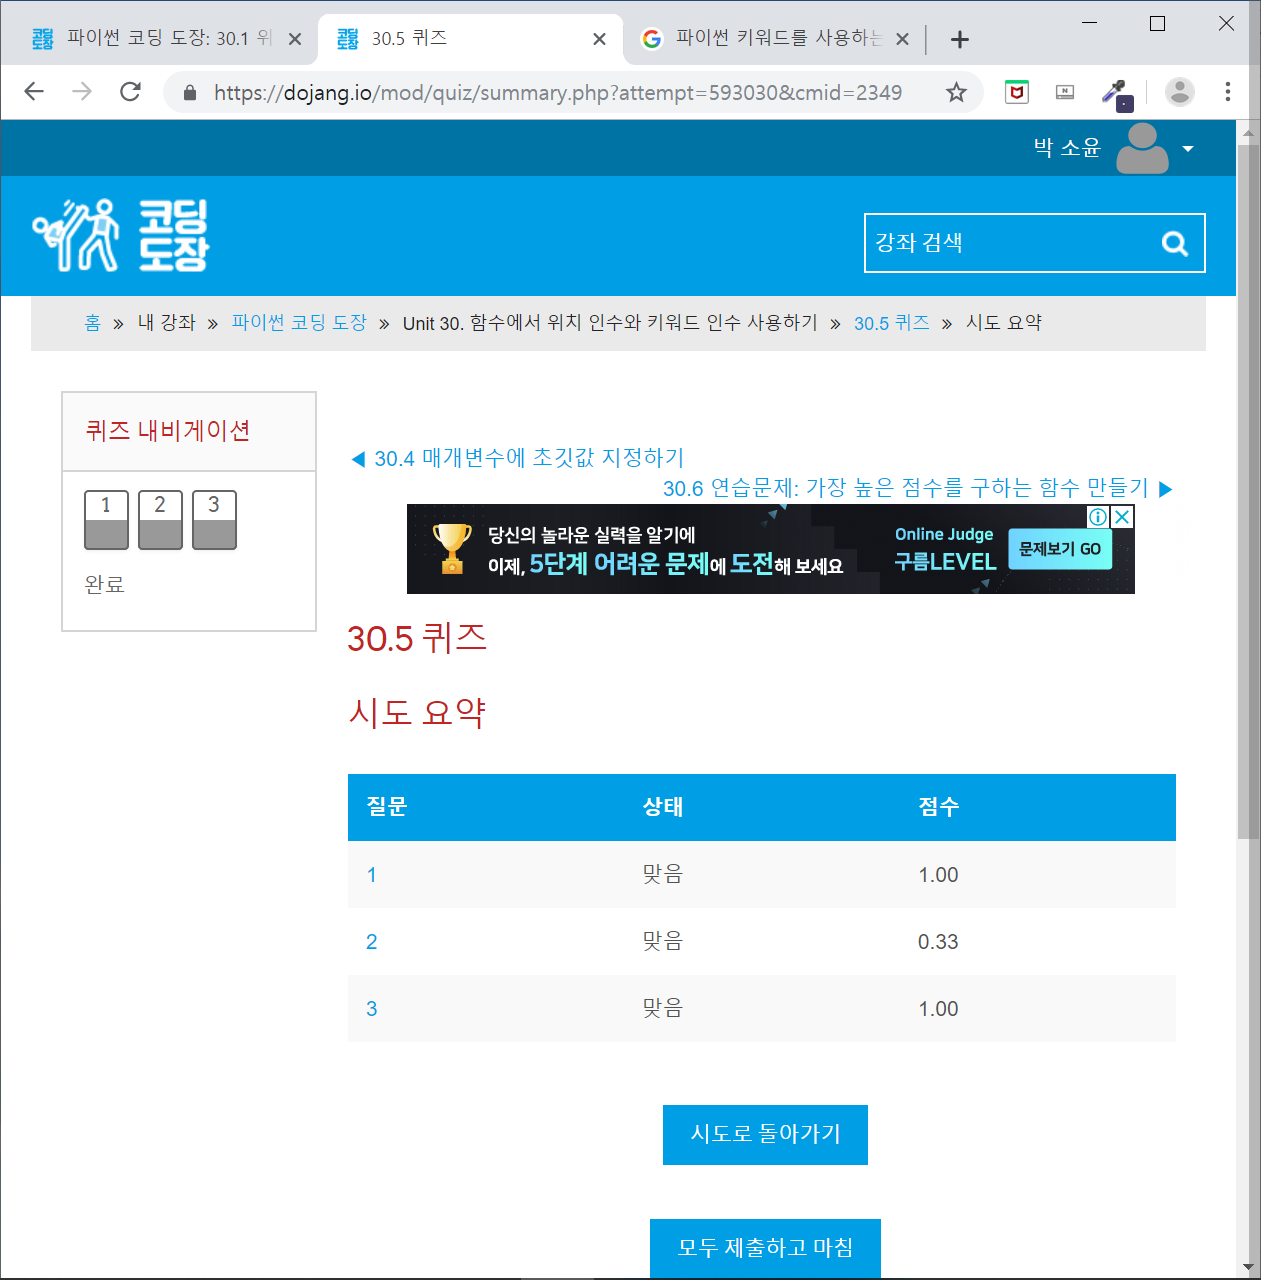 파이썬 코딩 도장: 30.1 위
30.5 퀴즈
파이썬 키워드를 사용하는
https://dojang.io/mod/quiz/summary.php?attempt=593030&cmid=2349
박 소윤
코딩
도장
강좌 검색
홈 » 내 강좌 » 파이썬 코딩 도장 » Unit 30. 함수에서 위치 인수와 키워드 인수 사용하기 » 30.5 퀴즈 » 시도 요약
퀴즈 내비게이션
1 2 3
완료
◀ 30.4 매개변수에 초깃값 지정하기
30.6 연습문제: 가장 높은 점수를 구하는 함수 만들기 ▶
당신의 놀라운 실력을 알기에
이제, 5단계 어려운 문제에 도전해 보세요
Online Judge
구름LEVEL
문제보기 GO
30.5 퀴즈
시도 요약
질문 상태 점수
1 맞음 1.00
2 맞음 0.33
3 맞음 1.00
시도로 돌아가기
모두 제출하고 마침